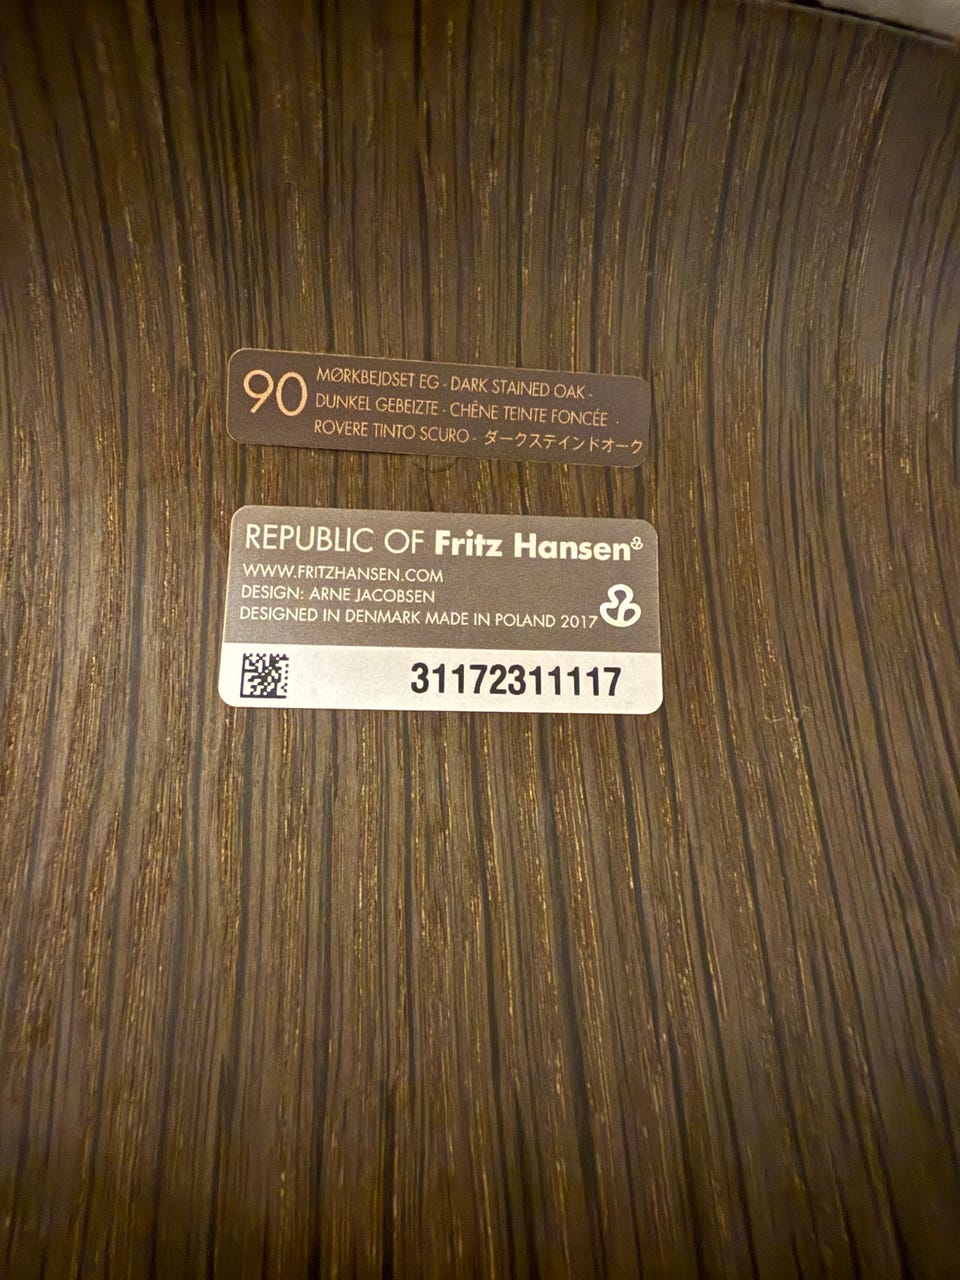 90
MØRKBEJDSET EG · DARK STAINED OAK ·
DUNKEL GEBEIZTE · CHÊNE TEINTE FONCÉE ·
ROVERE TINTO SCURO · ダークステインドオーク
REPUBLIC OF Fritz Hansen
WWW.FRITZHANSEN.COM
DESIGN: ARNE JACOBSEN
DESIGNED IN DENMARK MADE IN POLAND 2017
31172311117